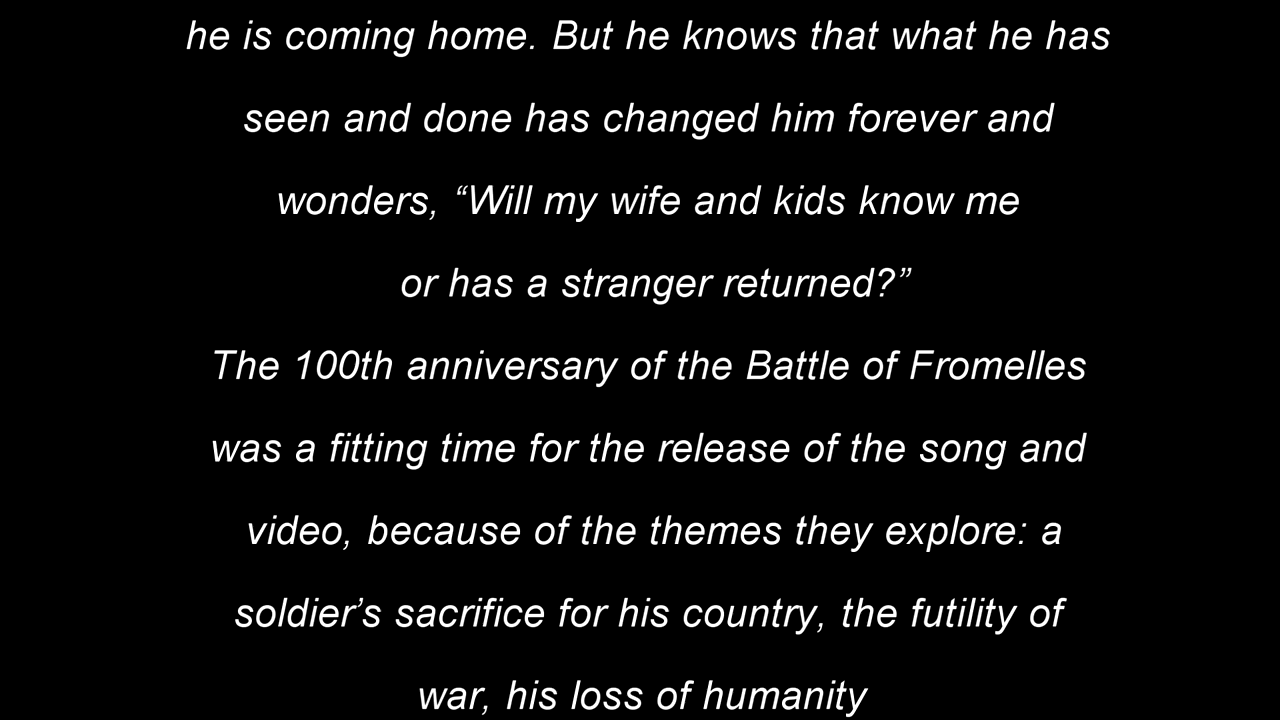 he is coming home. But he knows that what he has
seen and done has changed him forever and
wonders, “Will my wife and kids know me
or has a stranger returned?”
The 100th anniversary of the Battle of Fromelles
was a fitting time for the release of the song and
video, because of the themes they explore: a
soldier’s sacrifice for his country, the futility of
war, his loss of humanity